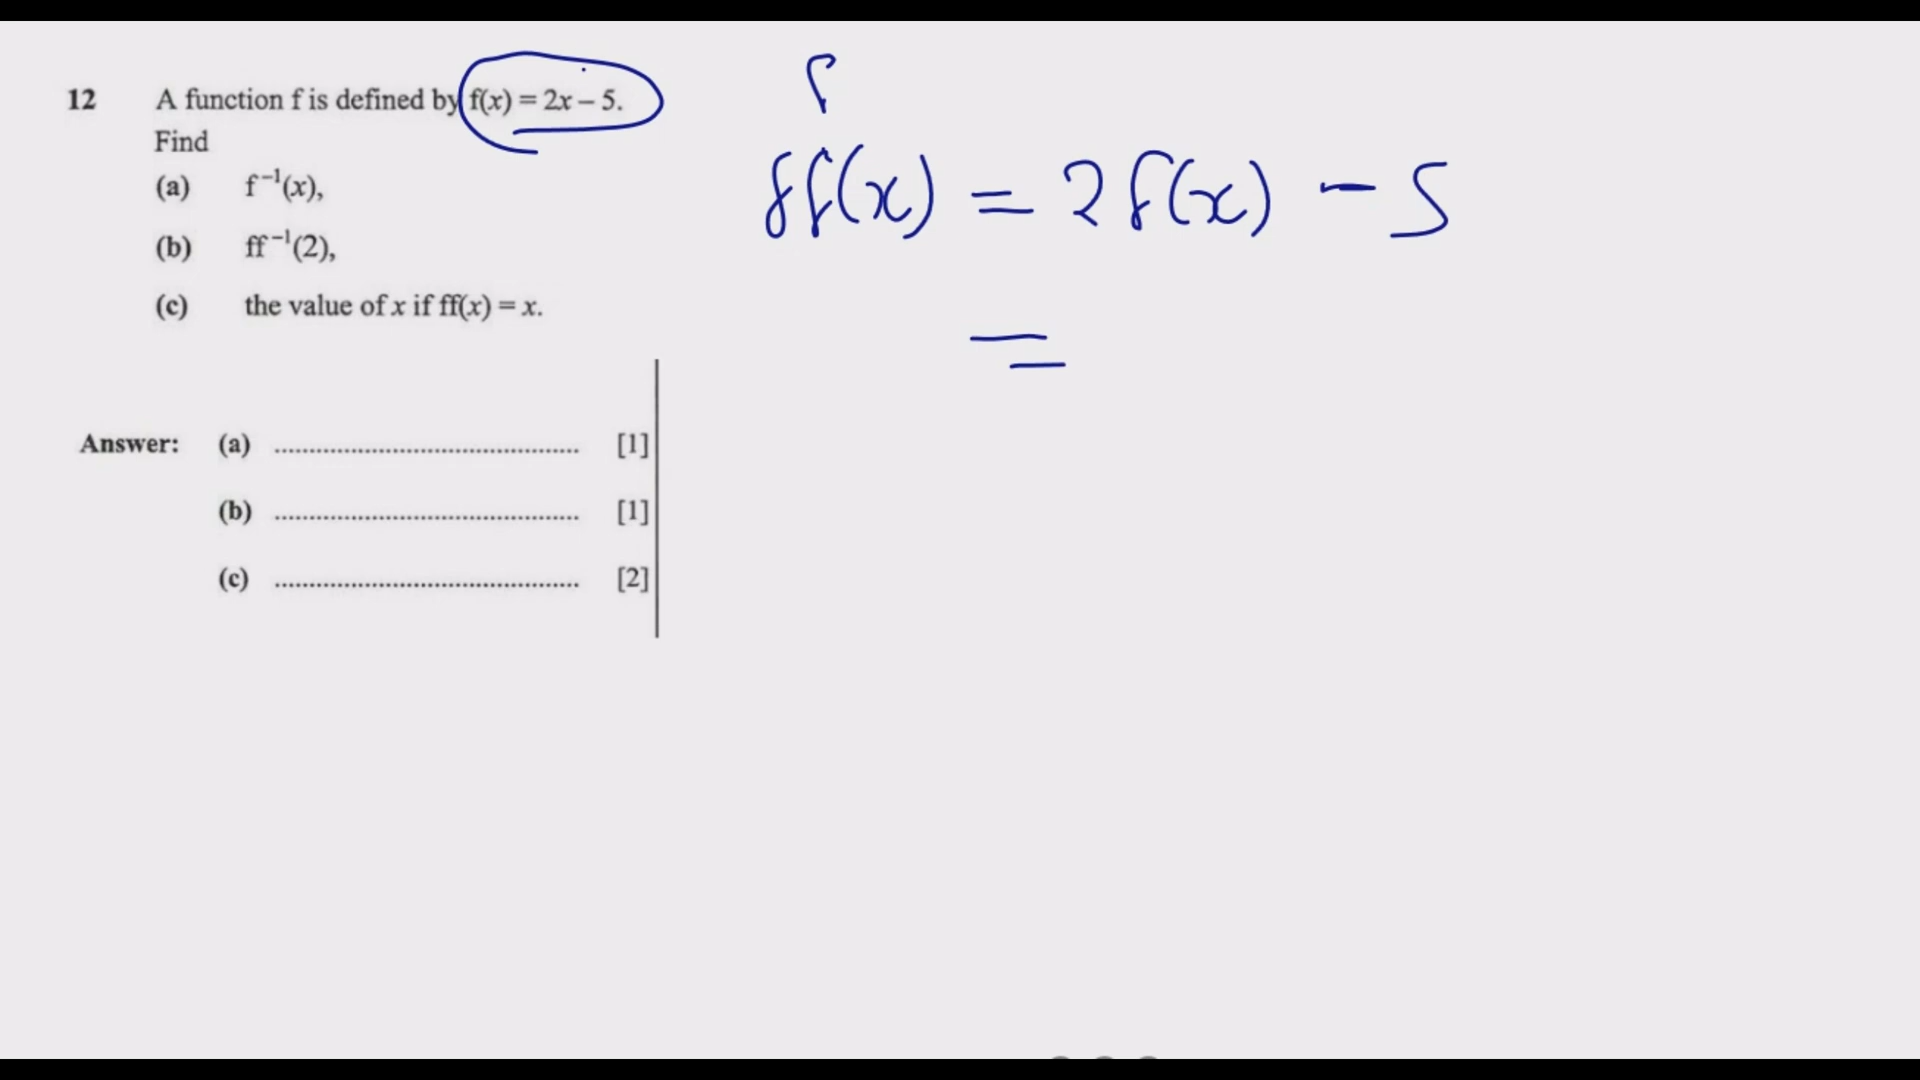 12 A function f is defined by f(x) = 2x – 5.
Find
(a) f⁻¹(x),
(b) ff⁻¹(2),
(c) the value of x if ff(x) = x.
Answer: (a) ............................................ [1]
(b) ............................................ [1]
(c) ............................................ [2]
f
ff(x) = 2f(x) - 5
=